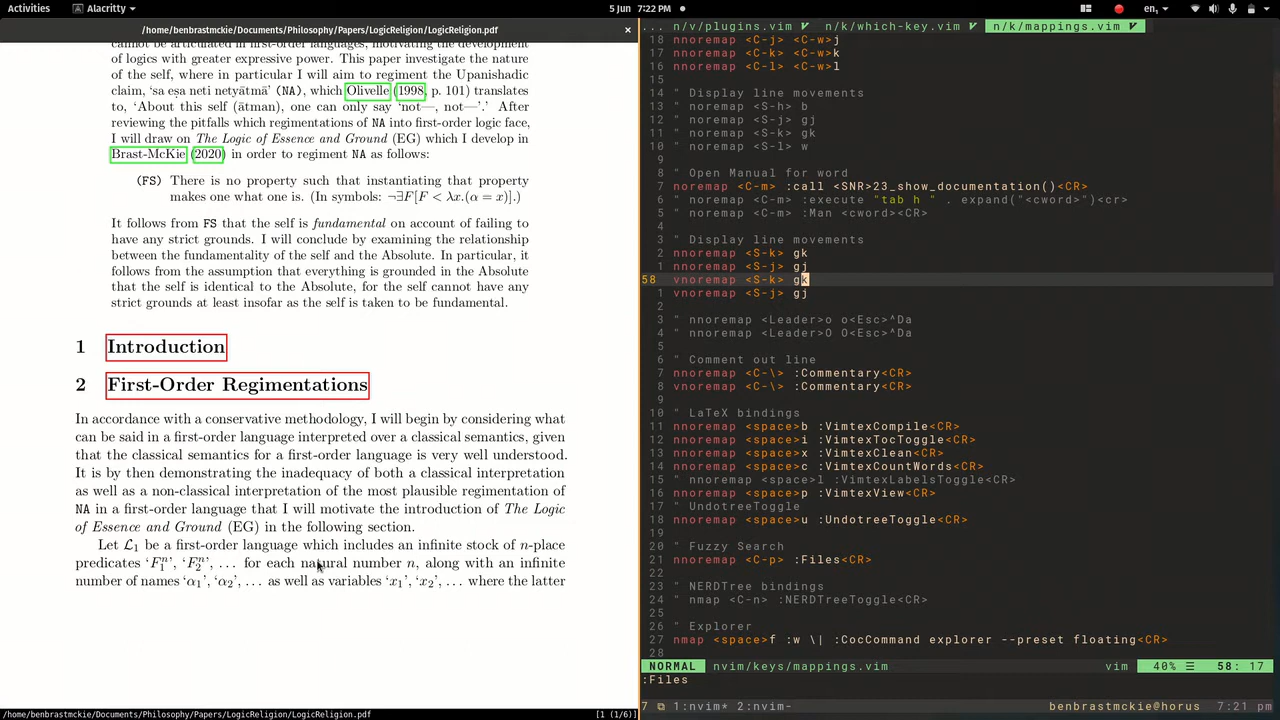 Activities Alacritty 5 Jun 7:22 PM en₁
/home/benbrastmckie/Documents/Philosophy/Papers/LogicReligion/LogicReligion.pdf ×
cannot be articulated in first-order languages, motivating the development
of logics with greater expressive power. This paper investigate the nature
of the self, where in particular I will aim to regiment the Upanishadic
claim, ‘sa eṣa neti netyātmā’ (NA), which Olivelle (1998, p. 101) translates
to, ‘About this self (ātman), one can only say ‘not—, not—’.’ After
reviewing the pitfalls which regimentations of NA into first-order logic face,
I will draw on The Logic of Essence and Ground (EG) which I develop in
Brast-McKie (2020) in order to regiment NA as follows:
(FS) There is no property such that instantiating that property
makes one what one is. (In symbols: ¬∃F[F < λx.(α = x)].)
It follows from FS that the self is fundamental on account of failing to
have any strict grounds. I will conclude by examining the relationship
between the fundamentality of the self and the Absolute. In particular, it
follows from the assumption that everything is grounded in the Absolute
that the self is identical to the Absolute, for the self cannot have any
strict grounds at least insofar as the self is taken to be fundamental.
1 Introduction
2 First-Order Regimentations
In accordance with a conservative methodology, I will begin by considering what
can be said in a first-order language interpreted over a classical semantics, given
that the classical semantics for a first-order language is very well understood.
It is by then demonstrating the inadequacy of both a classical interpretation
as well as a non-classical interpretation of the most plausible regimentation of
NA in a first-order language that I will motivate the introduction of The Logic
of Essence and Ground (EG) in the following section.
Let ℒ₁ be a first-order language which includes an infinite stock of n-place
predicates ‘F₁ⁿ’, ‘F₂ⁿ’, ... for each natural number n, along with an infinite
number of names ‘α₁’, ‘α₂’, ... as well as variables ‘x₁’, ‘x₂’, ... where the latter
/home/benbrastmckie/Documents/Philosophy/Papers/LogicReligion/LogicReligion.pdf [1 (1/6)]
... n/v/plugins.vim n/k/which-key.vim n/k/mappings.vim
18 nnoremap <C-j> <C-w>j
17 nnoremap <C-k> <C-w>k
16 nnoremap <C-l> <C-w>l
15
14 " Display line movements
13 " noremap <S-h> b
12 " noremap <S-j> gj
11 " noremap <S-k> gk
10 " noremap <S-l> w
9
8 " Open Manual for word
7 noremap <C-m> :call <SNR>23_show_documentation()<CR>
6 " noremap <C-m> :execute "tab h " . expand("<cword>")<cr>
5 " noremap <C-m> :Man <cword><CR>
4
3 " Display line movements
2 nnoremap <S-k> gk
1 nnoremap <S-j> gj
58 vnoremap <S-k> gk
1 vnoremap <S-j> gj
2
3 " nnoremap <Leader>o o<Esc>^Da
4 " nnoremap <Leader>O O<Esc>^Da
5
6 " Comment out line
7 nnoremap <C-\> :Commentary<CR>
8 vnoremap <C-\> :Commentary<CR>
9
10 " LaTeX bindings
11 nnoremap <space>b :VimtexCompile<CR>
12 nnoremap <space>i :VimtexTocToggle<CR>
13 nnoremap <space>x :VimtexClean<CR>
14 nnoremap <space>c :VimtexCountWords<CR>
15 " nnoremap <space>l :VimtexLabelsToggle<CR>
16 nnoremap <space>p :VimtexView<CR>
17 " UndotreeToggle
18 nnoremap <space>u :UndotreeToggle<CR>
19
20 " Fuzzy Search
21 nnoremap <C-p> :Files<CR>
22
23 " NERDTree bindings
24 " nmap <C-n> :NERDTreeToggle<CR>
25
26 " Explorer
27 nmap <space>f :w \| :CocCommand explorer --preset floating<CR>
28
NORMAL nvim/keys/mappings.vim vim 40% ☰ 58: 17
:Files
7 1:nvim* 2:nvim- benbrastmckie@horus 7:21 pm